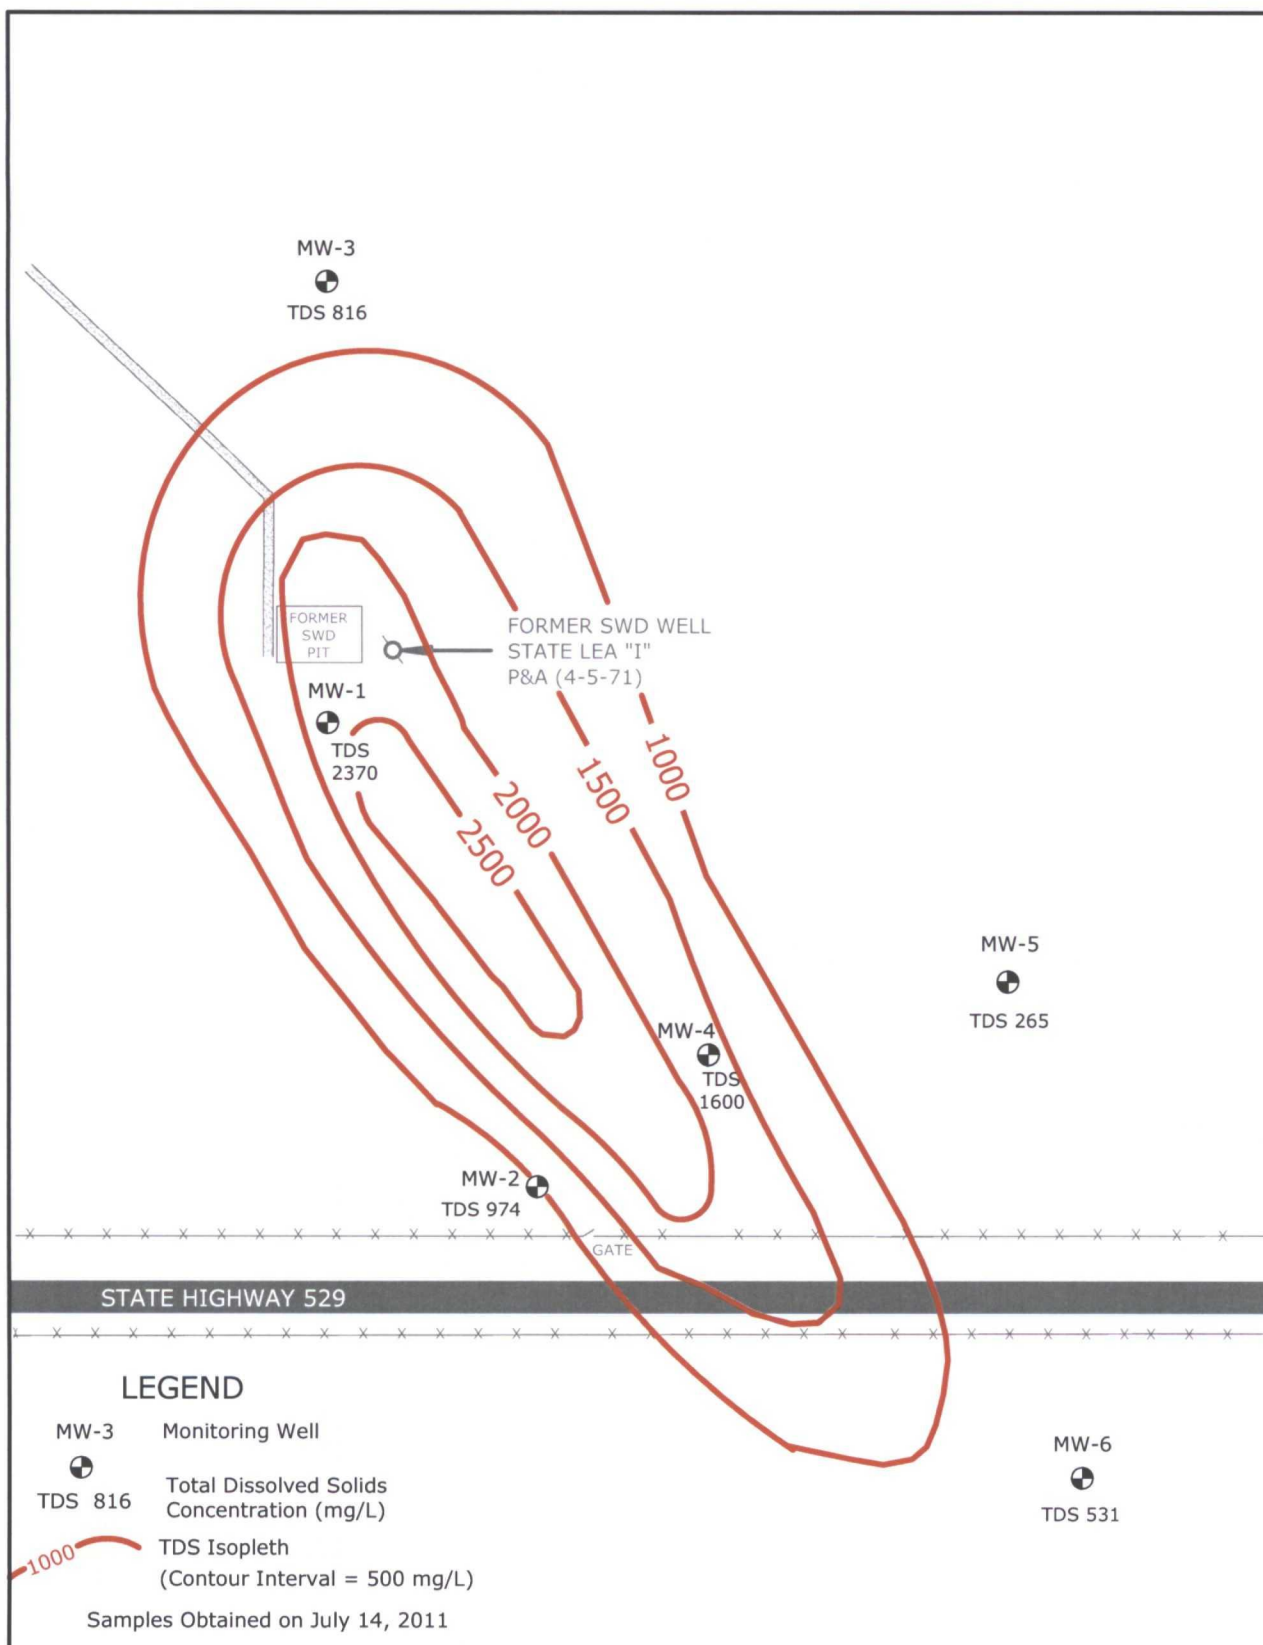 MW-3
TDS 816
FORMER
SWD
PIT
FORMER SWD WELL
STATE LEA "I"
P&A (4-5-71)
MW-1
TDS
2370
1000
1500
2000
2500
MW-5
TDS 265
MW-4
TDS
1600
MW-2
TDS 974
GATE
STATE HIGHWAY 529
LEGEND
MW-3 Monitoring Well
TDS 816
Total Dissolved Solids
Concentration (mg/L)
1000
TDS Isopleth
(Contour Interval = 500 mg/L)
Samples Obtained on July 14, 2011
MW-6
TDS 531